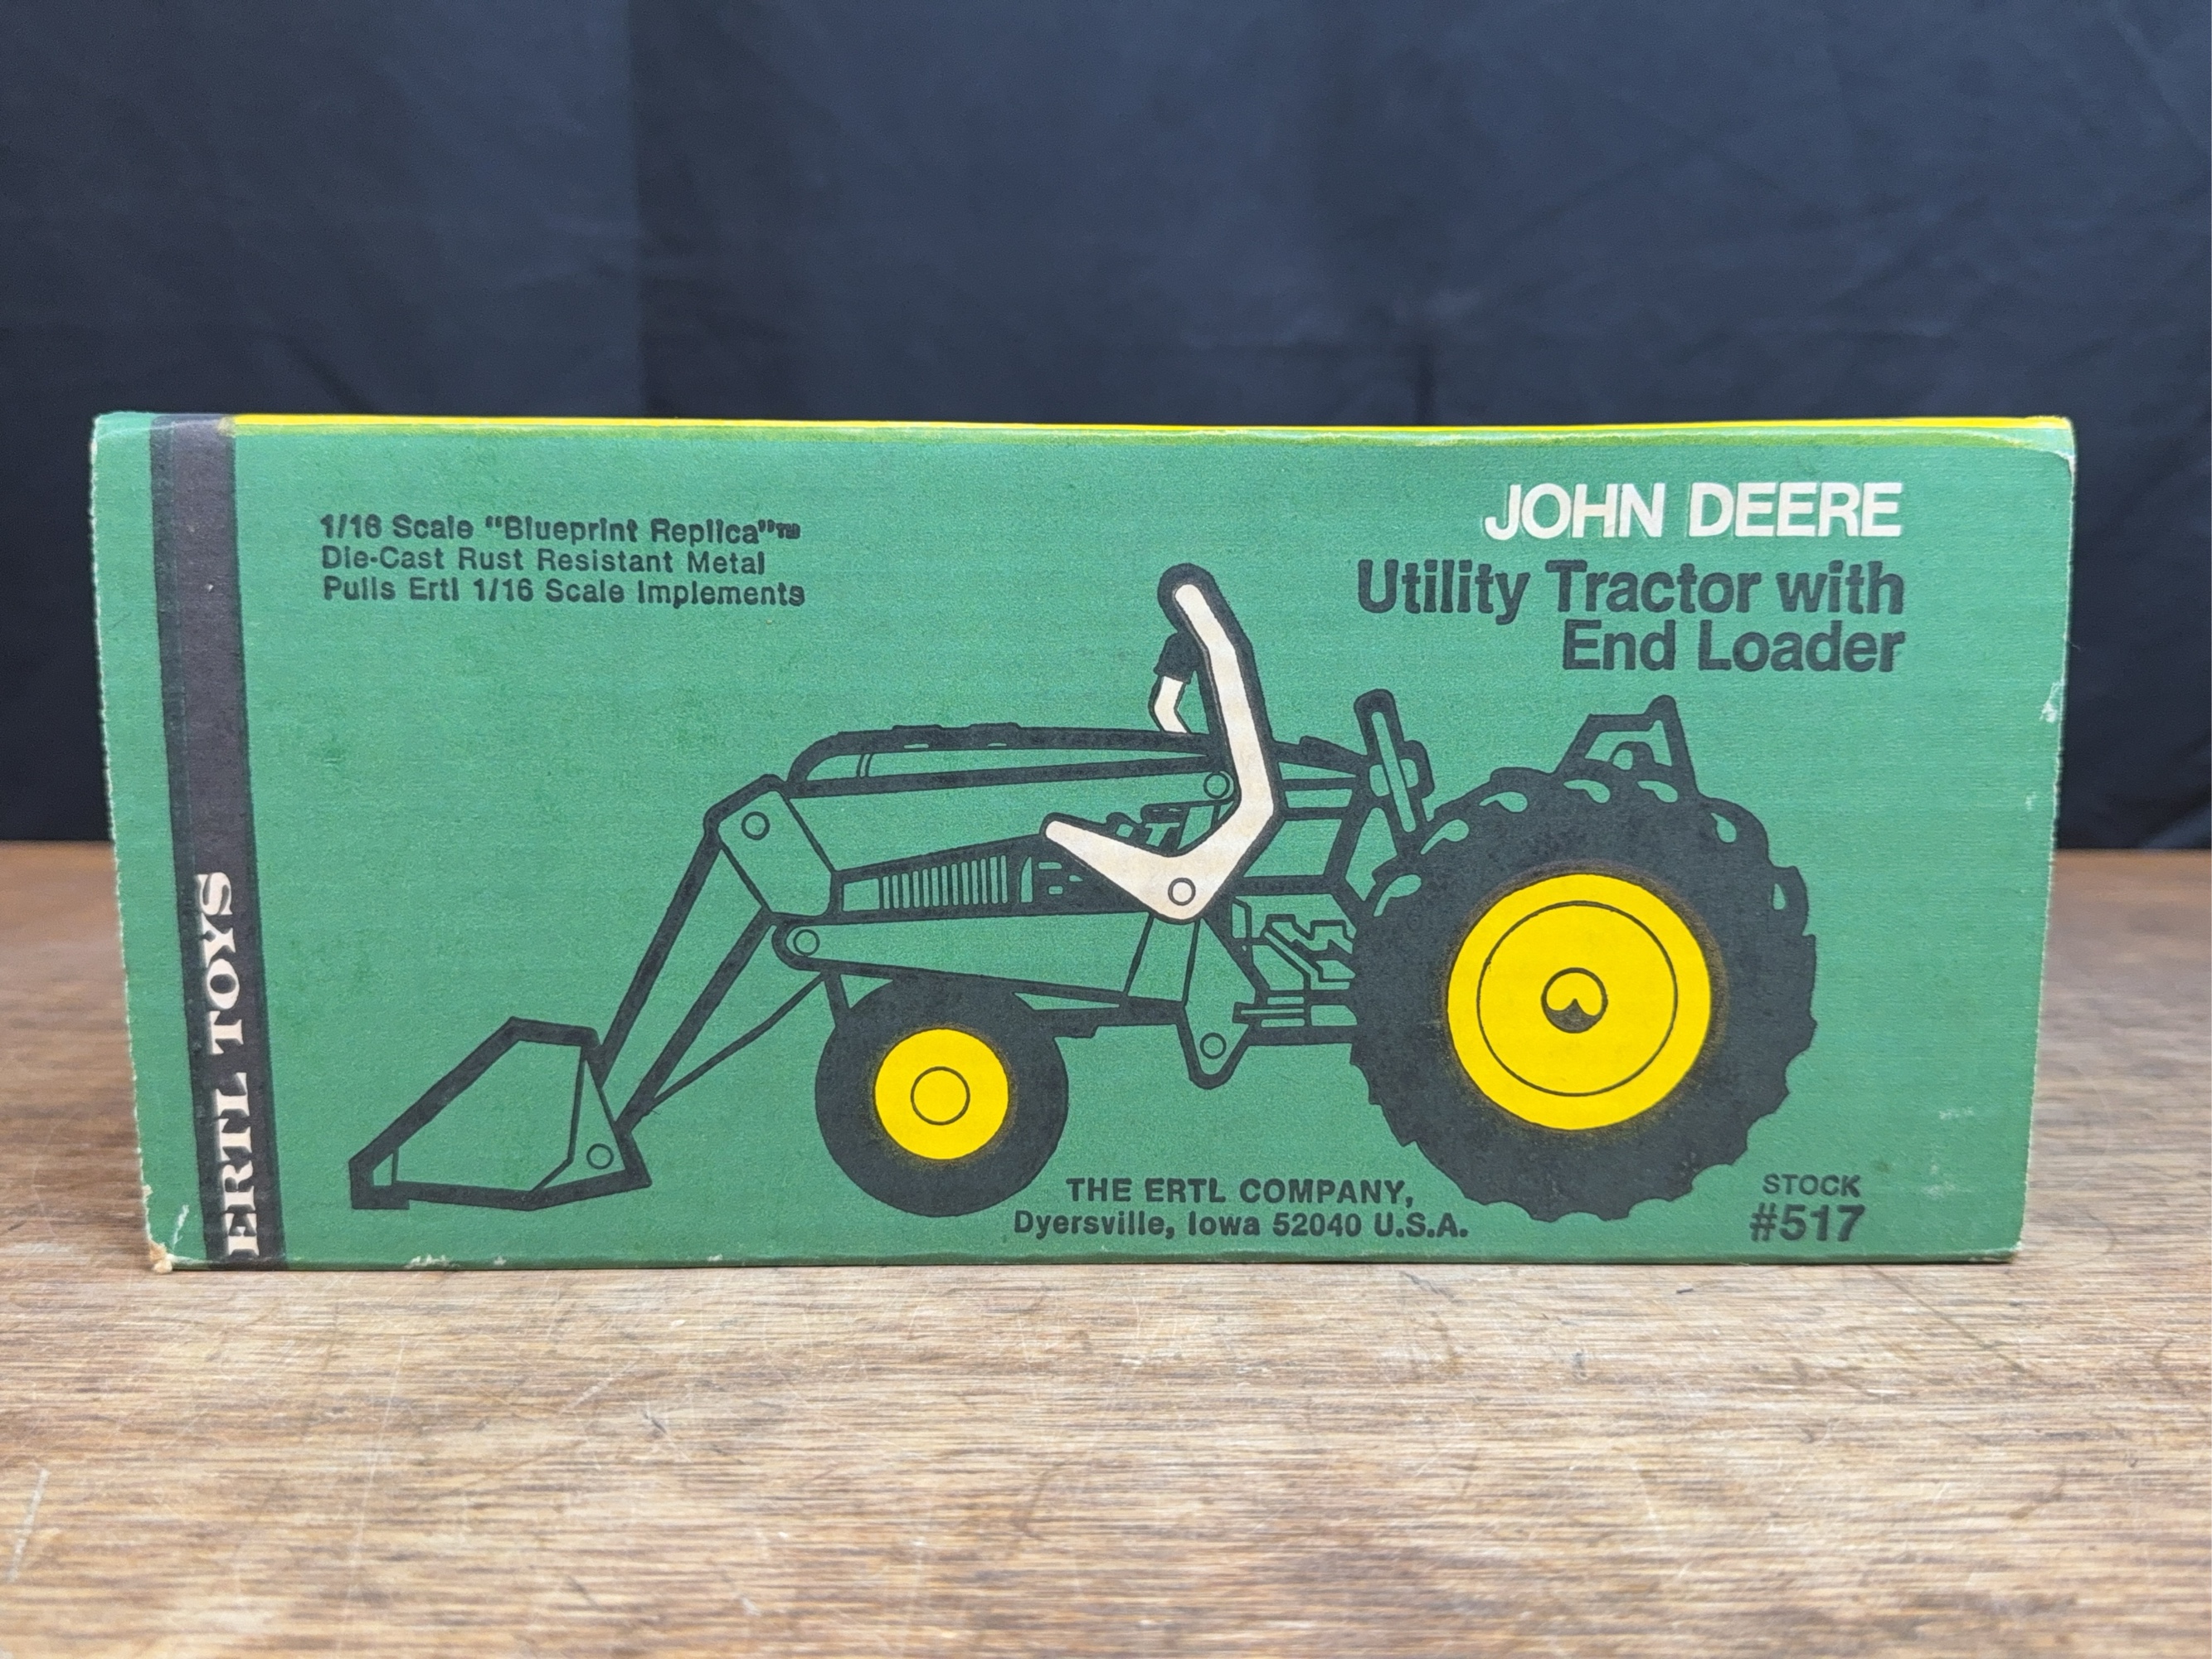 1/16 Scale "Blueprint Replica"™
Die-Cast Rust Resistant Metal
Pulls Ertl 1/16 Scale Implements
JOHN DEERE
Utility Tractor with
End Loader
ERTL TOYS
THE ERTL COMPANY,
Dyersville, Iowa 52040 U.S.A.
STOCK
#517